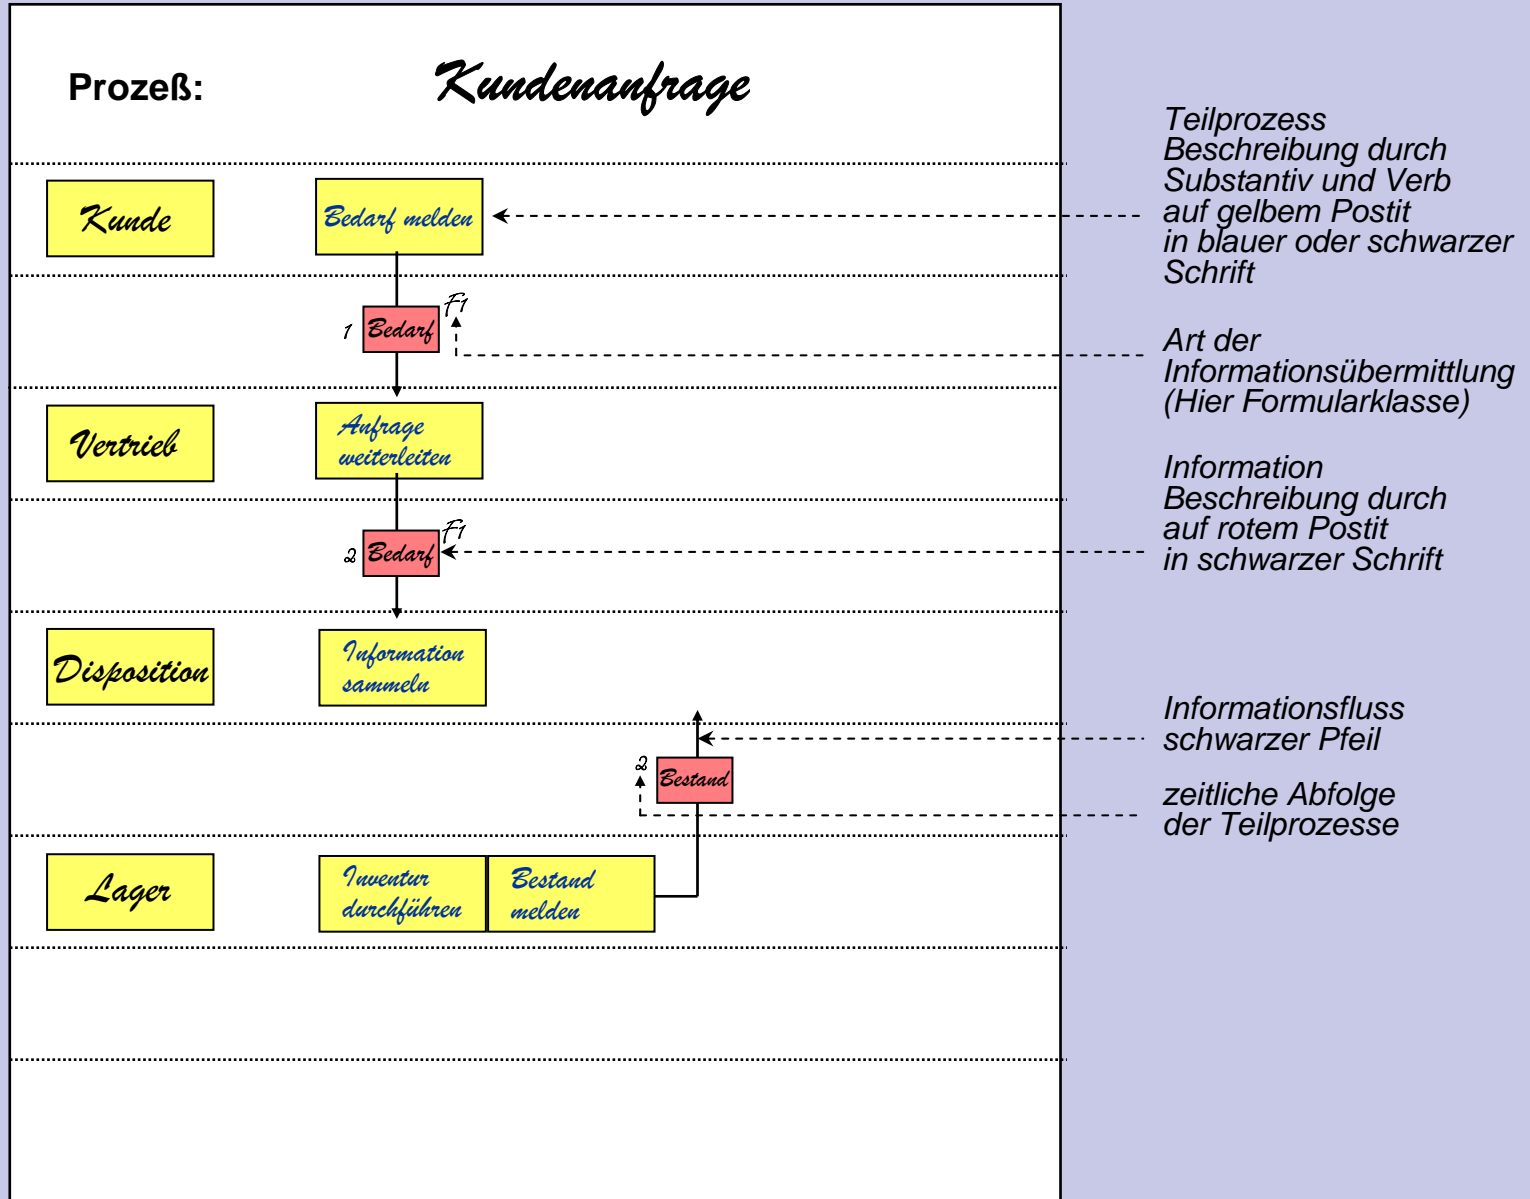 Prozeß: Kundenanfrage
Teilprozess
Beschreibung durch
Substantiv und Verb
auf gelbem Postit
in blauer oder schwarzer
Schrift
Kunde
Bedarf melden
1 Bedarf F1
Art der
Informationsübermittlung
(Hier Formularklasse)
Vertrieb
Anfrage
weiterleiten
Information
Beschreibung durch
auf rotem Postit
in schwarzer Schrift
2 Bedarf F1
Disposition
Information
sammeln
Informationsfluss
schwarzer Pfeil
2 Bestand
zeitliche Abfolge
der Teilprozesse
Lager
Inventur
durchführen
Bestand
melden